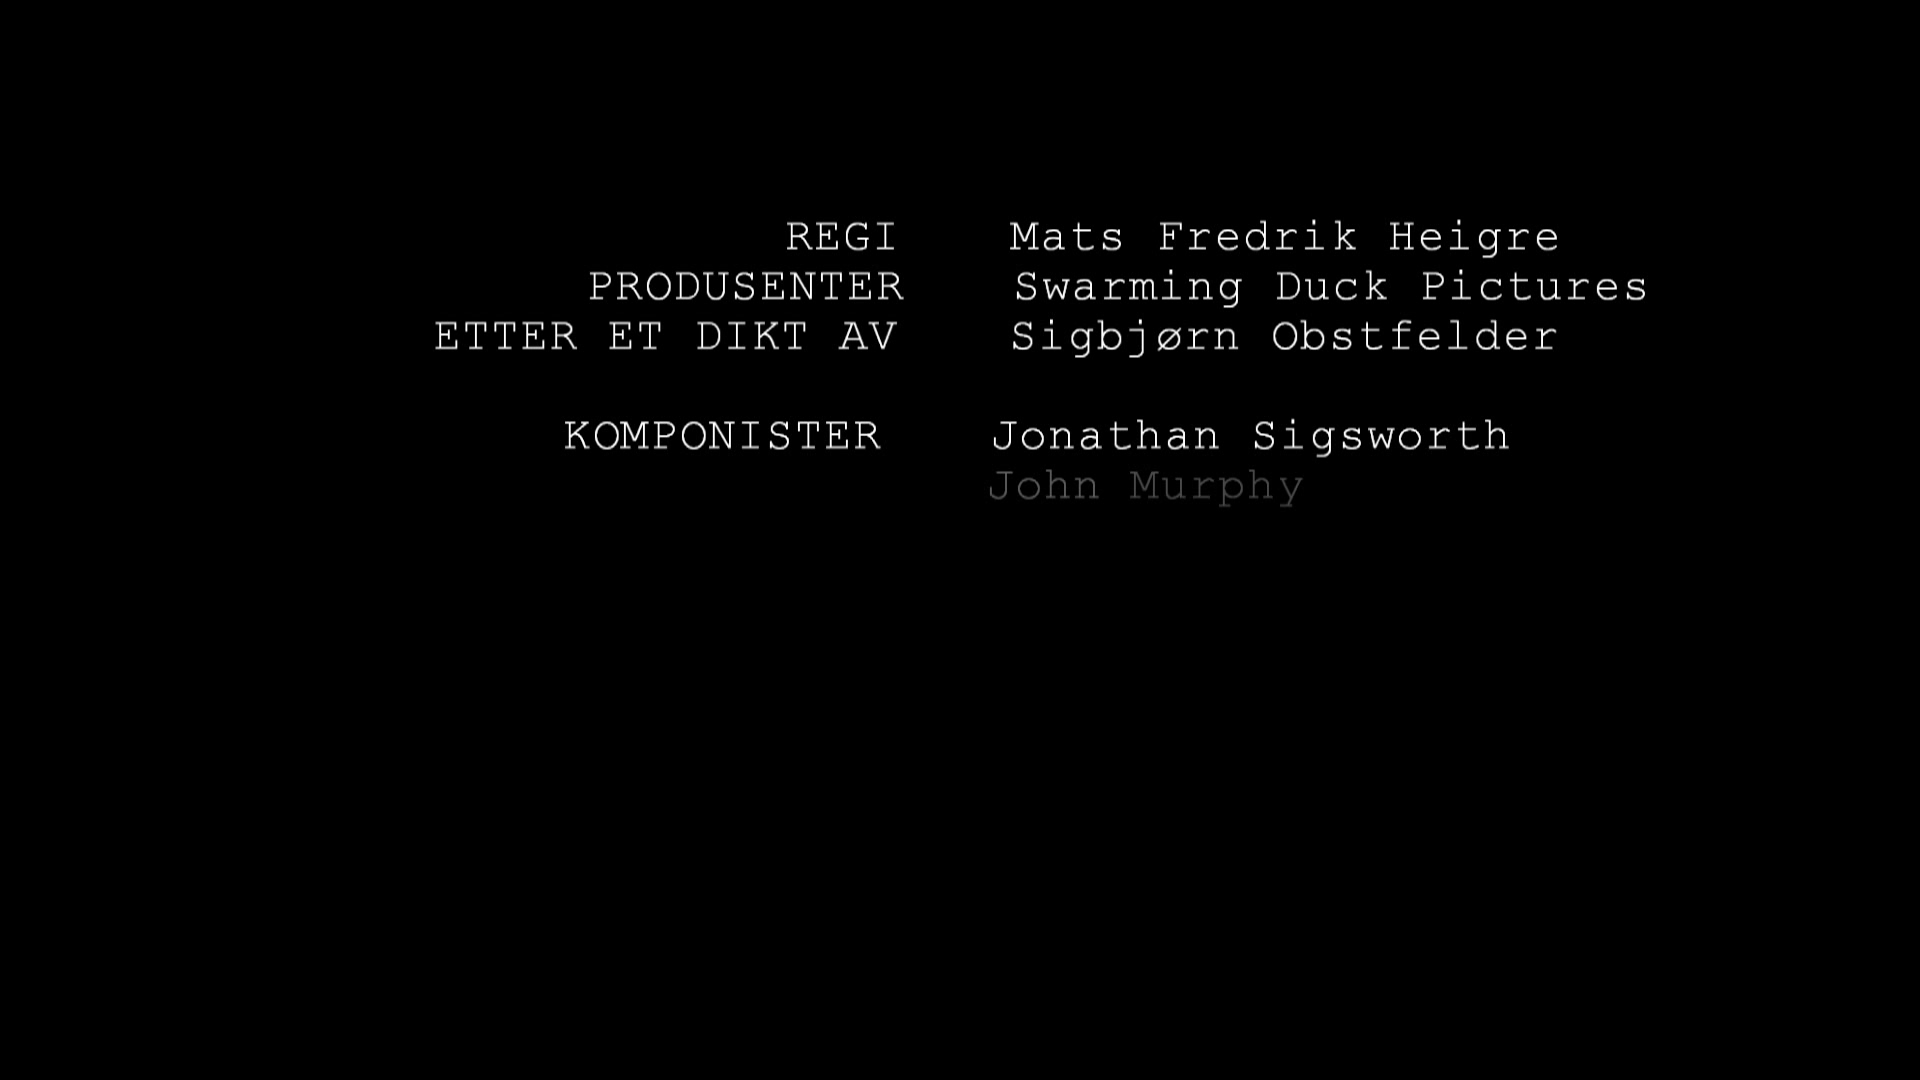 REGI Mats Fredrik Heigre
PRODUSENTER Swarming Duck Pictures
ETTER ET DIKT AV Sigbjørn Obstfelder
KOMPONISTER Jonathan Sigsworth
John Murphy